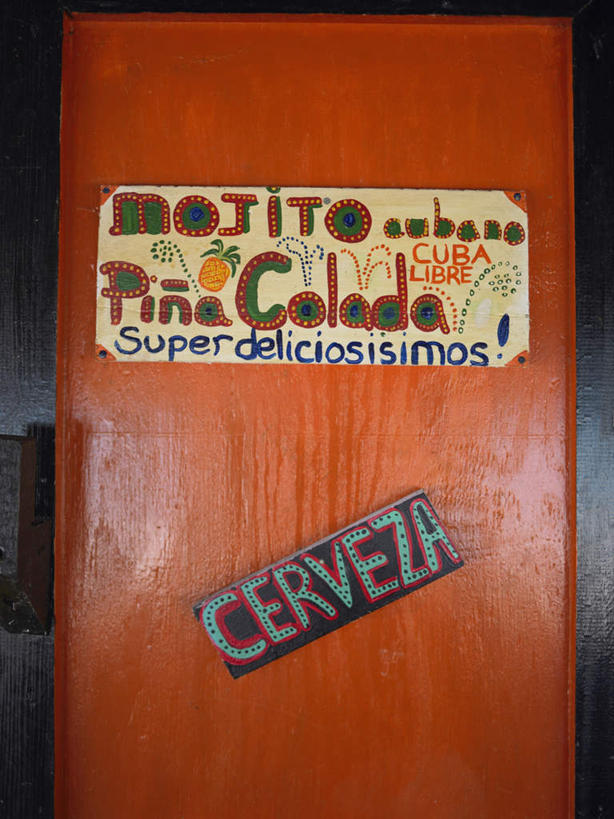 MOJITO cubano
CUBA
LIBRE
Piña Colada
Superdeliciosisimos!
CERVEZA